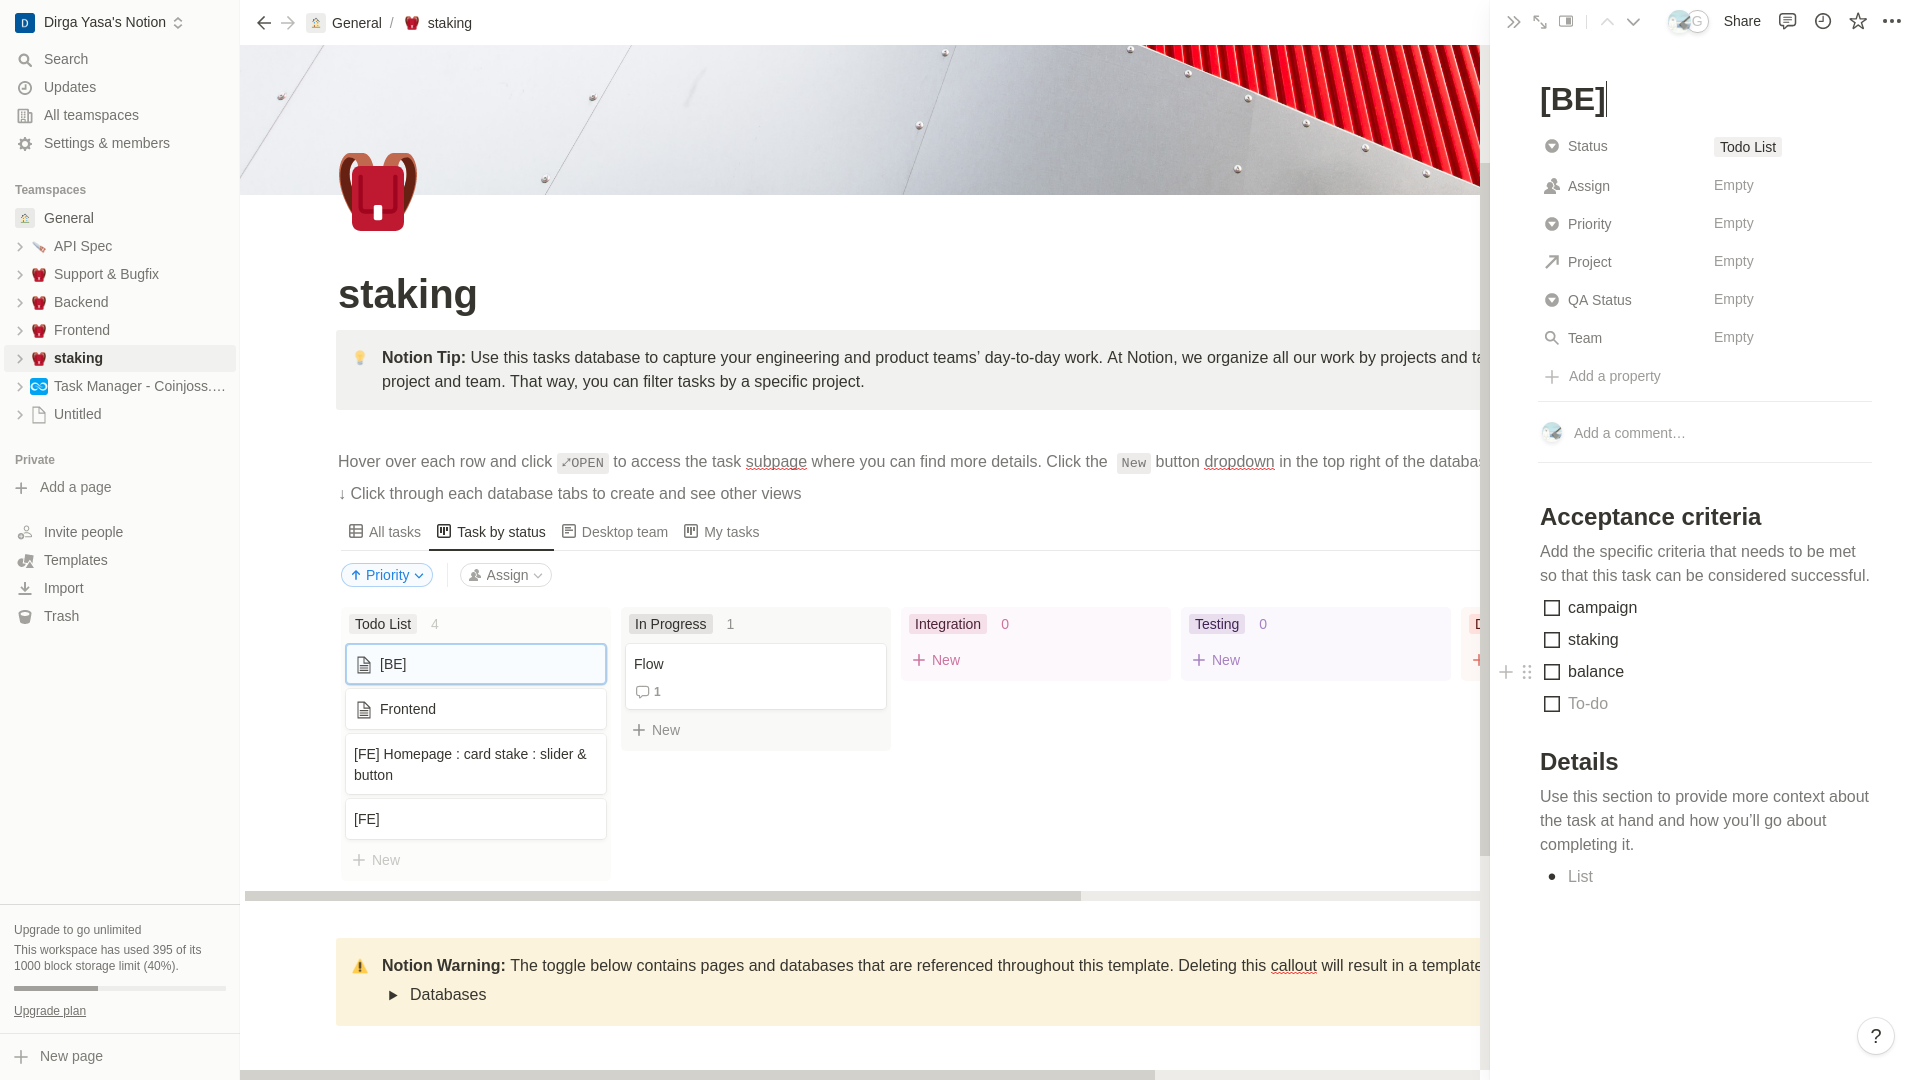 D Dirga Yasa's Notion
Search
Updates
All teamspaces
Settings & members
Teamspaces
General
API Spec
Support & Bugfix
Backend
Frontend
staking
Task Manager - Coinjoss....
Untitled
Private
Add a page
Invite people
Templates
Import
Trash
Upgrade to go unlimited
This workspace has used 395 of its
1000 block storage limit (40%).
Upgrade plan
New page
General / staking
staking
Notion Tip: Use this tasks database to capture your engineering and product teams’ day-to-day work. At Notion, we organize all our work by projects and ta
project and team. That way, you can filter tasks by a specific project.
Hover over each row and click ⤢OPEN to access the task subpage where you can find more details. Click the New button dropdown in the top right of the databas
↓ Click through each database tabs to create and see other views
All tasks Task by status Desktop team My tasks
↑ Priority Assign
Todo List 4
[BE]
Frontend
[FE] Homepage : card stake : slider &
button
[FE]
+ New
In Progress 1
Flow
1
+ New
Integration 0
+ New
Testing 0
+ New
D
+
Notion Warning: The toggle below contains pages and databases that are referenced throughout this template. Deleting this callout will result in a template
Databases
G Share
[BE]
Status Todo List
Assign Empty
Priority Empty
Project Empty
QA Status Empty
Team Empty
Add a property
Add a comment…
Acceptance criteria
Add the specific criteria that needs to be met
so that this task can be considered successful.
campaign
staking
balance
To-do
Details
Use this section to provide more context about
the task at hand and how you’ll go about
completing it.
• List
?